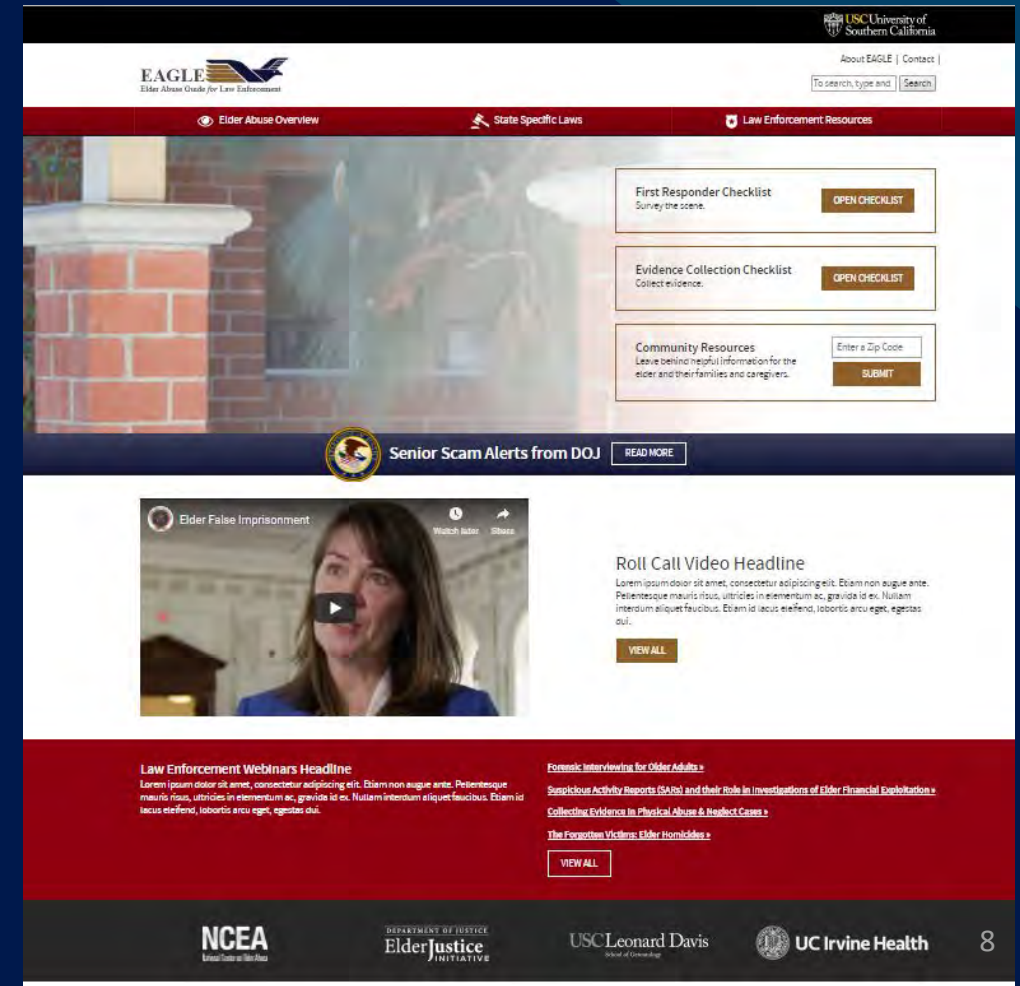 USC University of
Southern California
About EAGLE | Contact |
EAGLE
Elder Abuse Guide for Law Enforcement
To search, type and
Search
Elder Abuse Overview
State Specific Laws
Law Enforcement Resources
First Responder Checklist
Survey the scene.
OPEN CHECKLIST
Evidence Collection Checklist
Collect evidence.
OPEN CHECKLIST
Community Resources
Leave behind helpful information for the
elder and their families and caregivers.
Enter a Zip Code
SUBMIT
Senior Scam Alerts from DOJ
READ MORE
Elder False Imprisonment
Watch later
Share
Roll Call Video Headline
Lorem ipsum dolor sit amet, consectetur adipiscing elit. Etiam non augue ante.
Pellentesque mauris risus, ultricies in elementum ac, gravida id ex. Nullam
interdum aliquet faucibus. Etiam id lacus eleifend, lobortis arcu eget, egestas
dui.
VIEW ALL
Law Enforcement Webinars Headline
Lorem ipsum dolor sit amet, consectetur adipiscing elit. Etiam non augue ante. Pellentesque
mauris risus, ultricies in elementum ac, gravida id ex. Nullam interdum aliquet faucibus. Etiam id
lacus eleifend, lobortis arcu eget, egestas dui.
Forensic Interviewing for Older Adults »
Suspicious Activity Reports (SARs) and their Role in Investigations of Elder Financial Exploitation »
Collecting Evidence in Physical Abuse & Neglect Cases »
The Forgotten Victims: Elder Homicides »
VIEW ALL
NCEA
National Center on Elder Abuse
DEPARTMENT OF JUSTICE
ElderJustice
INITIATIVE
USC Leonard Davis
School of Gerontology
UC Irvine Health
8